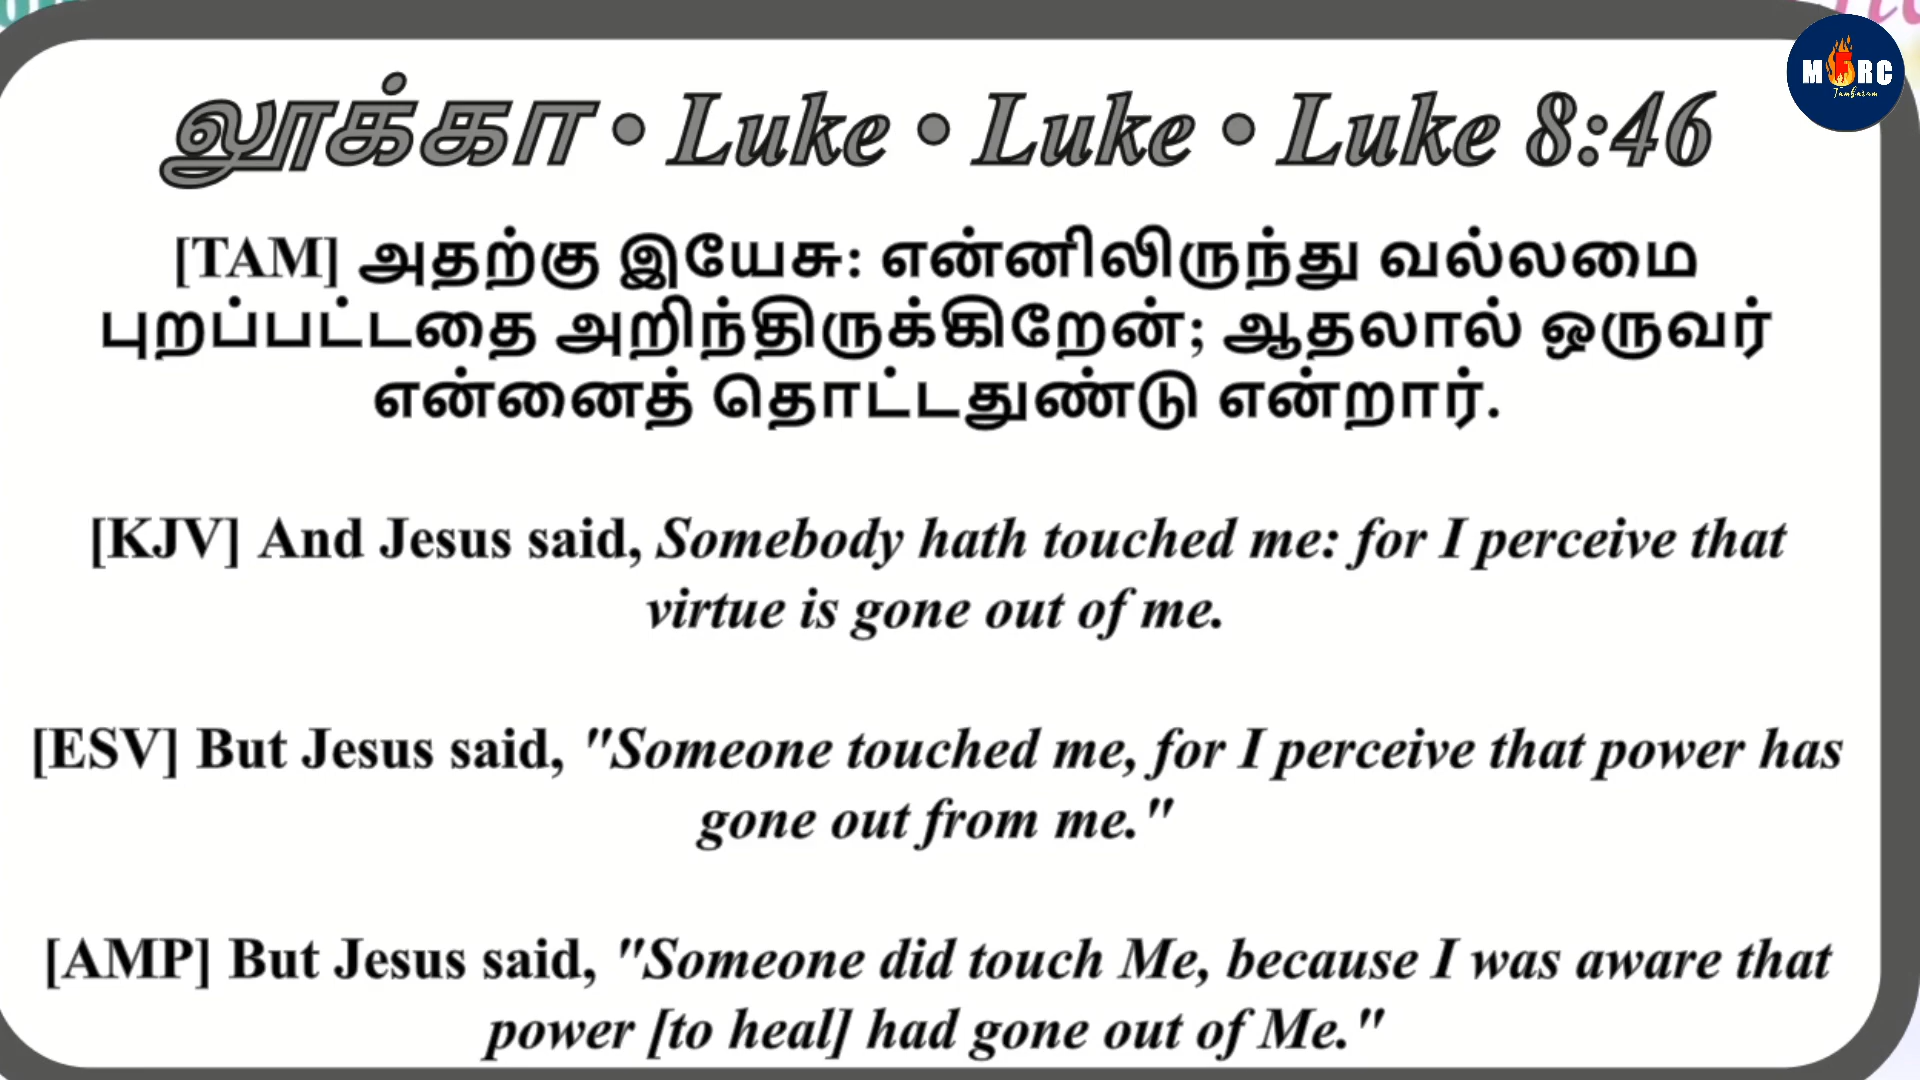 லூக்கா • Luke • Luke • Luke 8:46
[TAM] அதற்கு இயேசு: என்னிலிருந்து வல்லமை
புறப்பட்டதை அறிந்திருக்கிறேன்; ஆதலால் ஒருவர்
என்னைத் தொட்டதுண்டு என்றார்.
[KJV] And Jesus said, Somebody hath touched me: for I perceive that
virtue is gone out of me.
[ESV] But Jesus said, "Someone touched me, for I perceive that power has
gone out from me."
[AMP] But Jesus said, "Someone did touch Me, because I was aware that
power [to heal] had gone out of Me."
MFRC
Tambaram